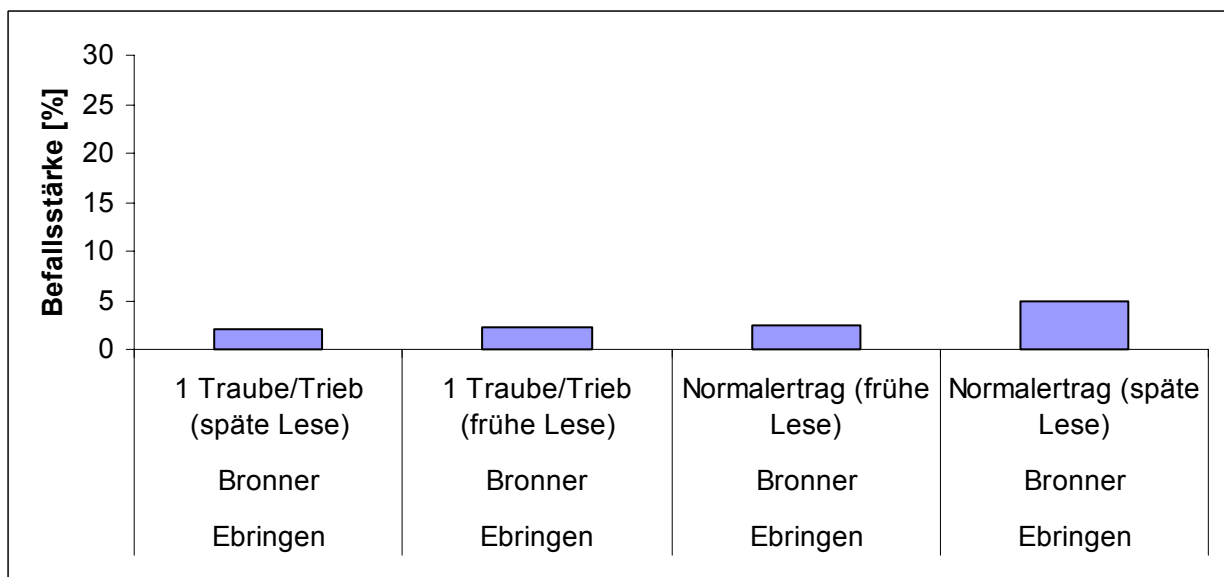 Befallsstärke [%]
30
25
20
15
10
5
0
1 Traube/Trieb
(späte Lese)
1 Traube/Trieb
(frühe Lese)
Normalertrag (frühe
Lese)
Normalertrag (späte
Lese)
Bronner
Bronner
Bronner
Bronner
Ebringen
Ebringen
Ebringen
Ebringen